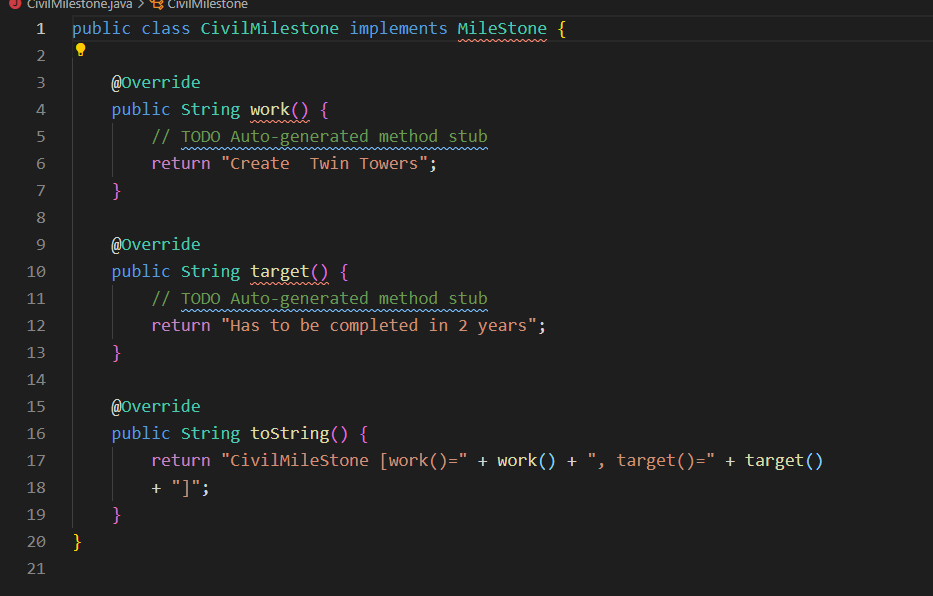 CivilMilestone.java > CivilMilestone
1 public class CivilMilestone implements MileStone {
2
3 @Override
4 public String work() {
5 // TODO Auto-generated method stub
6 return "Create  Twin Towers";
7 }
8
9 @Override
10 public String target() {
11 // TODO Auto-generated method stub
12 return "Has to be completed in 2 years";
13 }
14
15 @Override
16 public String toString() {
17 return "CivilMileStone [work()=" + work() + ", target()=" + target()
18 + "]";
19 }
20 }
21